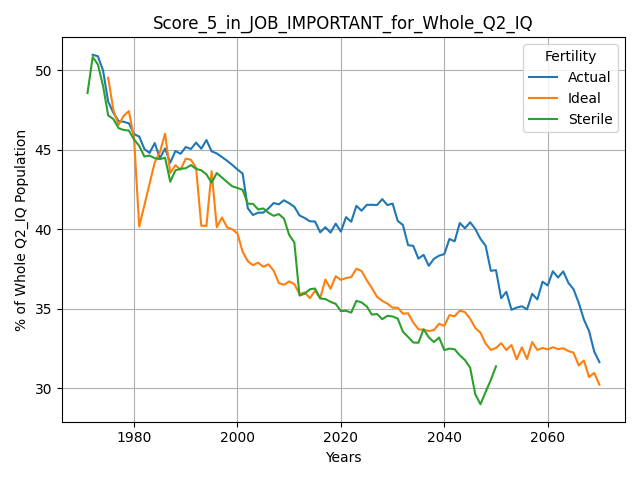 Score_5_in_JOB_IMPORTANT_for_Whole_Q2_IQ
% of Whole Q2_IQ Population
50
45
40
35
30
Fertility
Actual
Ideal
Sterile
1980
2000
2020
2040
2060
Years